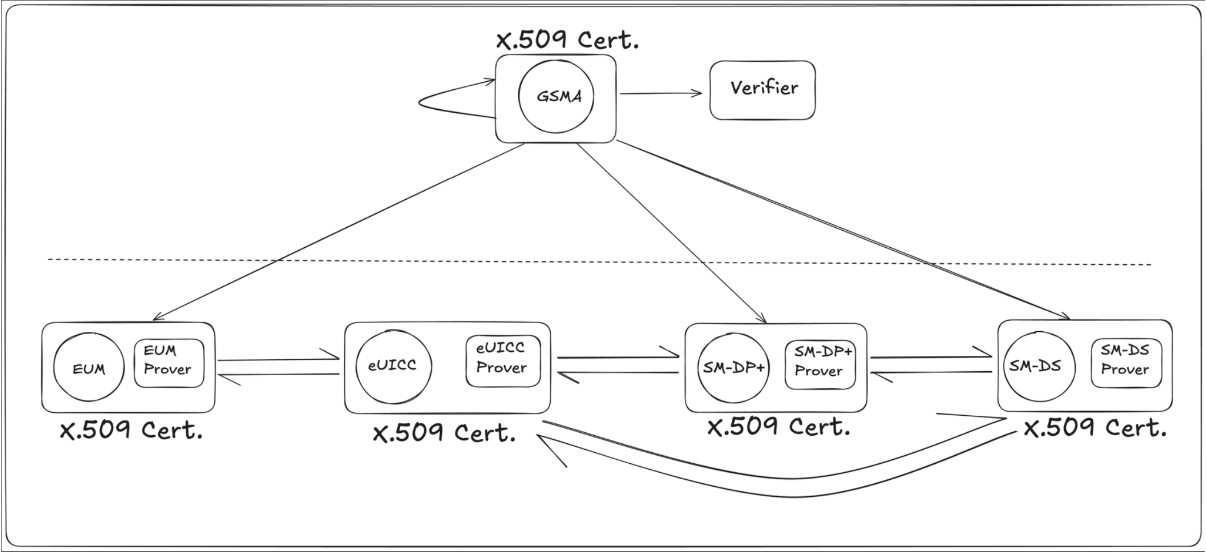 X.509 Cert.
GSMA
Verifier
EUM
EUM
Prover
eUICC
eUICC
Prover
SM-DP+
SM-DP+
Prover
SM-DS
SM-DS
Prover
X.509 Cert.
X.509 Cert.
X.509 Cert.
X.509 Cert.